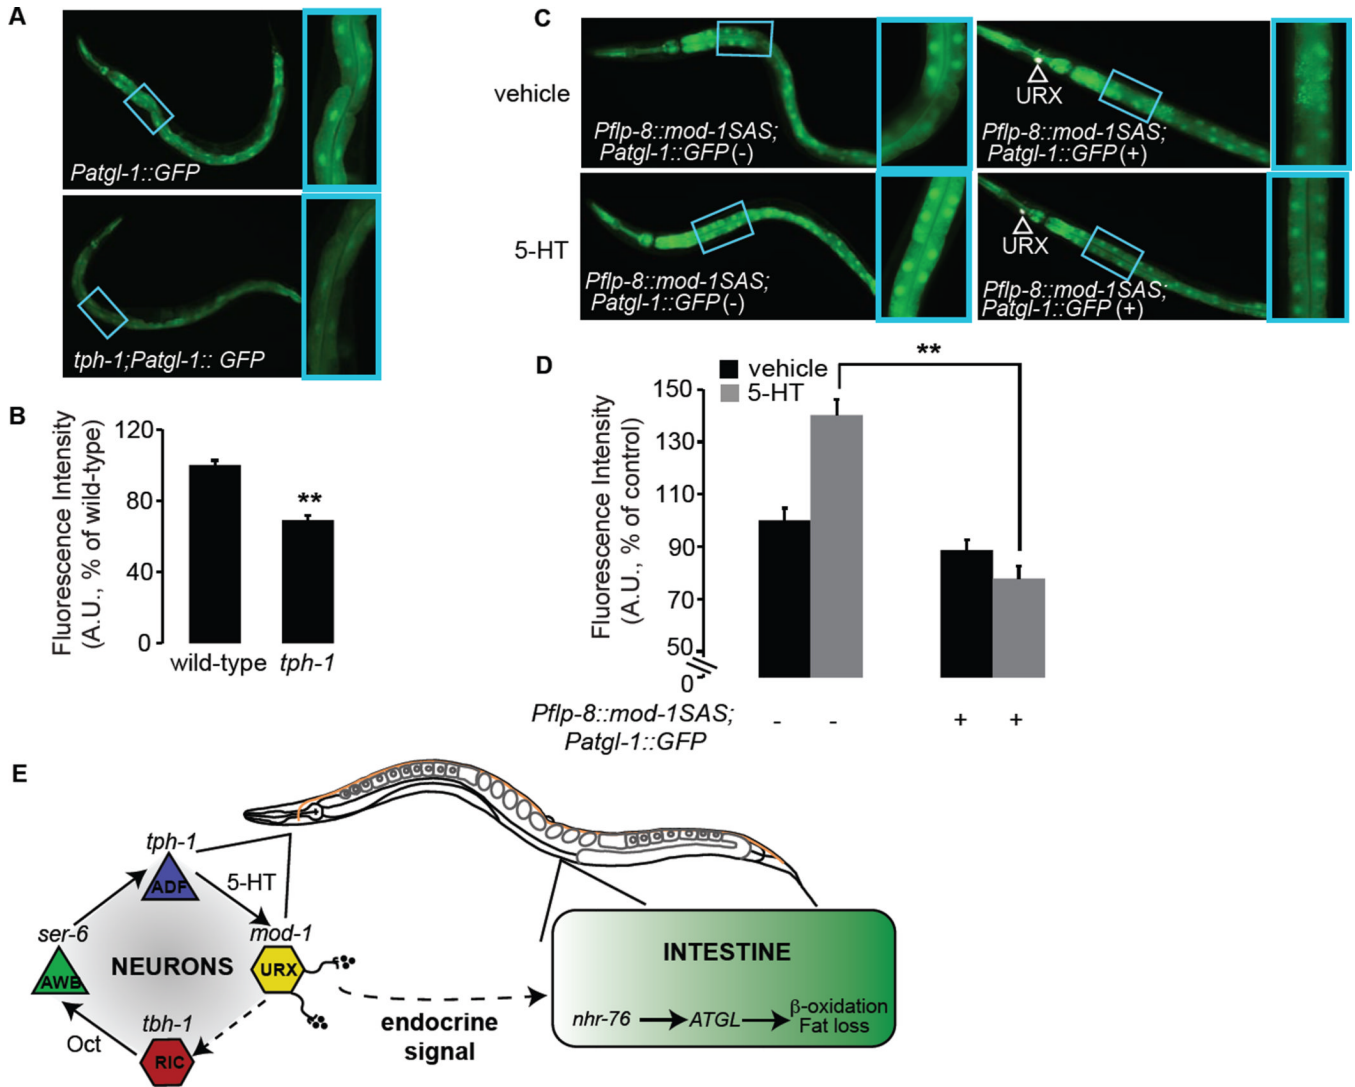 A
Patgl-1::GFP
tph-1;Patgl-1:: GFP
B
Fluorescence Intensity
(A.U., % of wild-type)
120
80
40
0
**
wild-type
tph-1
C
vehicle
Pflp-8::mod-1SAS;
Patgl-1::GFP (-)
URX
Pflp-8::mod-1SAS;
Patgl-1::GFP (+)
5-HT
Pflp-8::mod-1SAS;
Patgl-1::GFP (-)
URX
Pflp-8::mod-1SAS;
Patgl-1::GFP (+)
D
vehicle
5-HT
**
Fluorescence Intensity
(A.U., % of control)
150
130
110
90
70
50
0
Pflp-8::mod-1SAS;
Patgl-1::GFP
- - + +
E
tph-1
ADF
5-HT
ser-6
mod-1
AWB
NEURONS
URX
tbh-1
Oct
RIC
endocrine
signal
INTESTINE
nhr-76
ATGL
β-oxidation
Fat loss